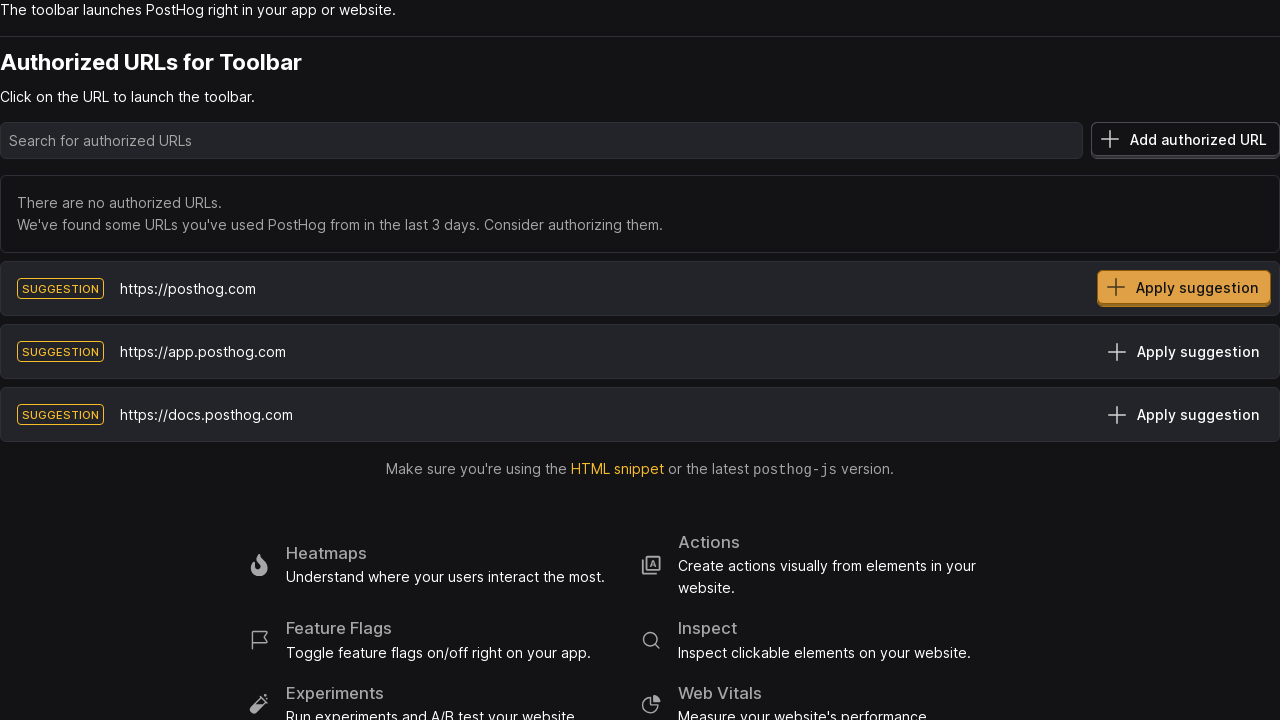 The toolbar launches PostHog right in your app or website.
Authorized URLs for Toolbar
Click on the URL to launch the toolbar.
Search for authorized URLs
Add authorized URL
There are no authorized URLs.
We've found some URLs you've used PostHog from in the last 3 days. Consider authorizing them.
SUGGESTION https://posthog.com Apply suggestion
SUGGESTION https://app.posthog.com Apply suggestion
SUGGESTION https://docs.posthog.com Apply suggestion
Make sure you're using the HTML snippet or the latest posthog-js version.
Heatmaps
Understand where your users interact the most.
Actions
Create actions visually from elements in your
website.
Feature Flags
Toggle feature flags on/off right on your app.
Inspect
Inspect clickable elements on your website.
Experiments
Run experiments and A/B test your website.
Web Vitals
Measure your website's performance.